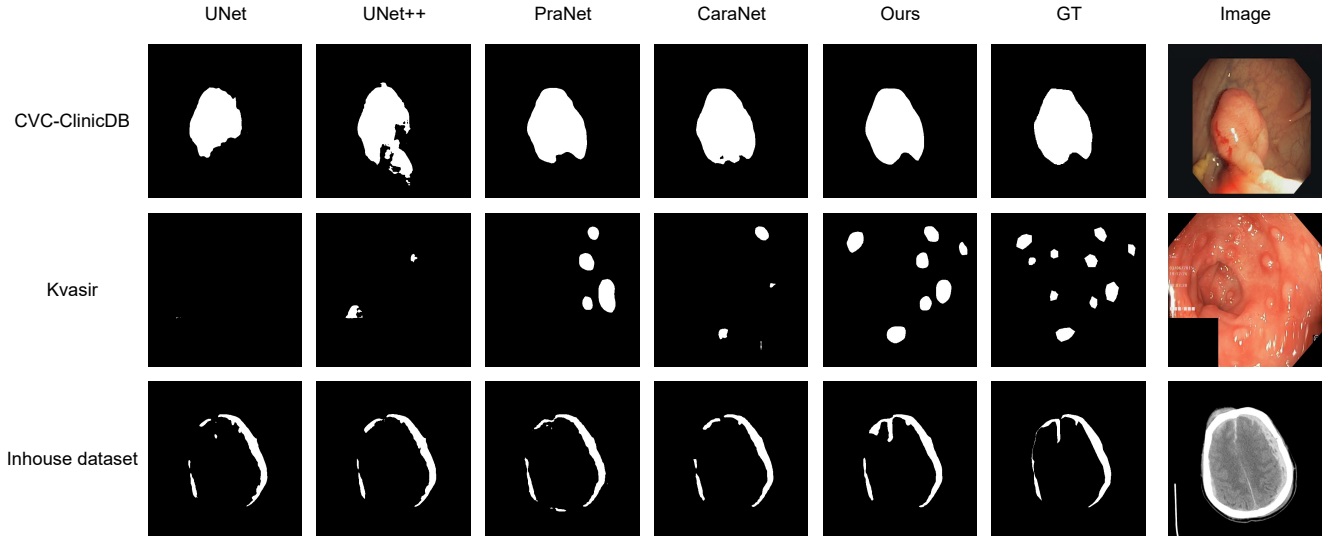 UNet UNet++ PraNet CaraNet Ours GT Image
CVC-ClinicDB
Kvasir
Inhouse dataset